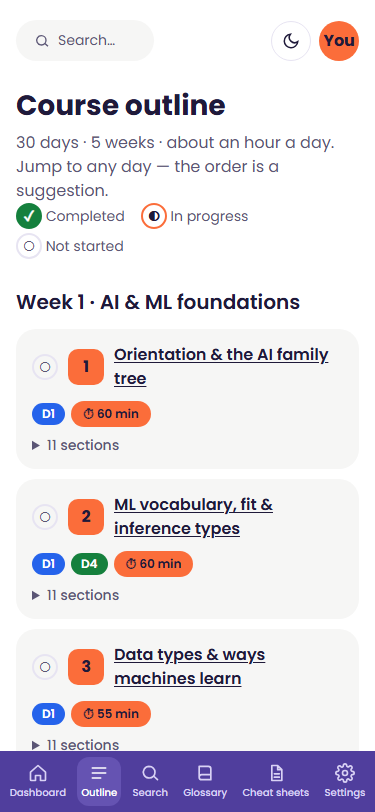 Search...
You
Course outline
30 days · 5 weeks · about an hour a day.
Jump to any day — the order is a
suggestion.
Completed
In progress
Not started
Week 1 · AI & ML foundations
1
Orientation & the AI family
tree
D1
60 min
11 sections
2
ML vocabulary, fit &
inference types
D1
D4
60 min
11 sections
3
Data types & ways
machines learn
D1
55 min
11 sections
Dashboard
Outline
Search
Glossary
Cheat sheets
Settings